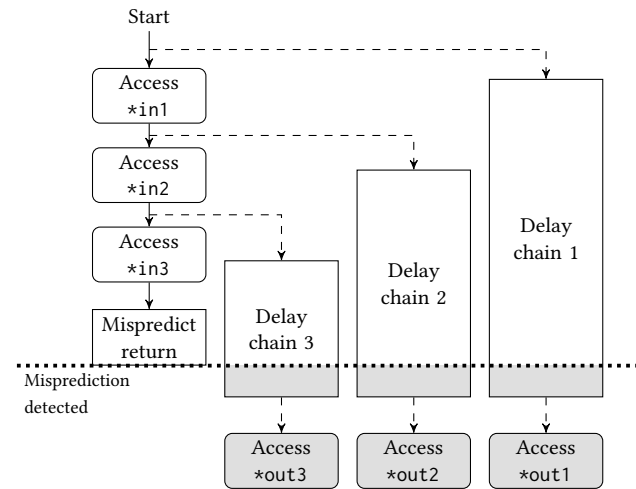 Start
Access
*in1
Access
*in2
Access
*in3
Mispredict
return
Delay
chain 3
Delay
chain 2
Delay
chain 1
Misprediction
detected
Access
*out3
Access
*out2
Access
*out1